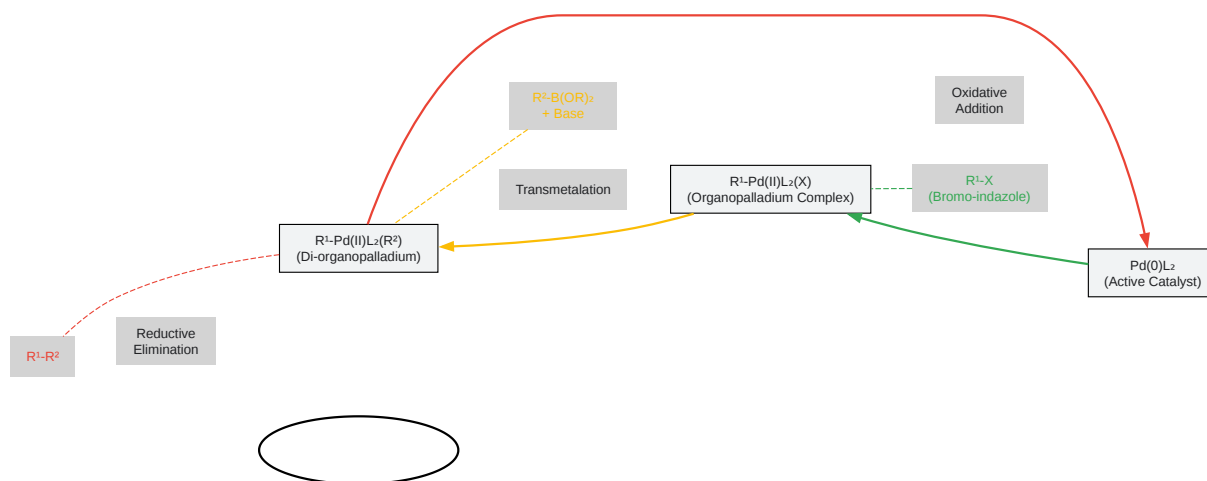 R²-B(OR)₂
+ Base
Oxidative
Addition
Transmetalation
R¹-Pd(II)L₂(X)
(Organopalladium Complex)
R¹-X
(Bromo-indazole)
R¹-Pd(II)L₂(R²)
(Di-organopalladium)
Pd(0)L₂
(Active Catalyst)
Reductive
Elimination
R¹-R²